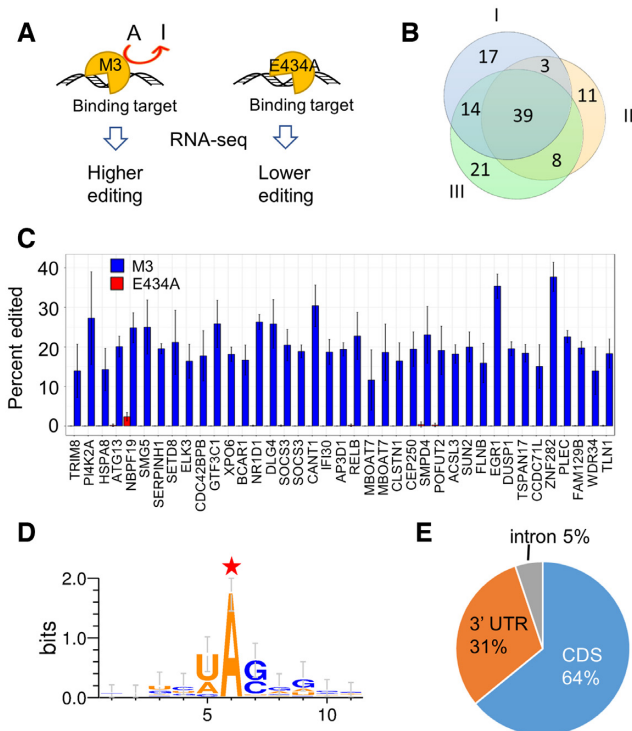 A
A I
M3
E434A
Binding target
Binding target
RNA-seq
Higher
editing
Lower
editing
B
I
17
3
11
II
14
39
8
21
III
C
M3
E434A
Percent edited
40
30
20
10
0
TRIM8
PI4K2A
HSPA8
ATG13
NBPF19
SMG5
SERPINH1
SETD8
ELK3
CDC42BPB
GTF3C1
XPO6
BCAR1
NR1D1
DLG4
SOCS3
SOCS3
CANT1
IFI30
AP3D1
RELB
MBOAT7
MBOAT7
CLSTN1
CEP250
SMPD4
POFUT2
ACSL3
SUN2
FLNB
EGR1
DUSP1
TSPAN17
CCDC71L
ZNF282
PLEC
FAM129B
WDR34
TLN1
D
bits
2.0
1.0
0.0
U
A
A
G
C
5
10
E
intron 5%
3' UTR
31%
CDS
64%